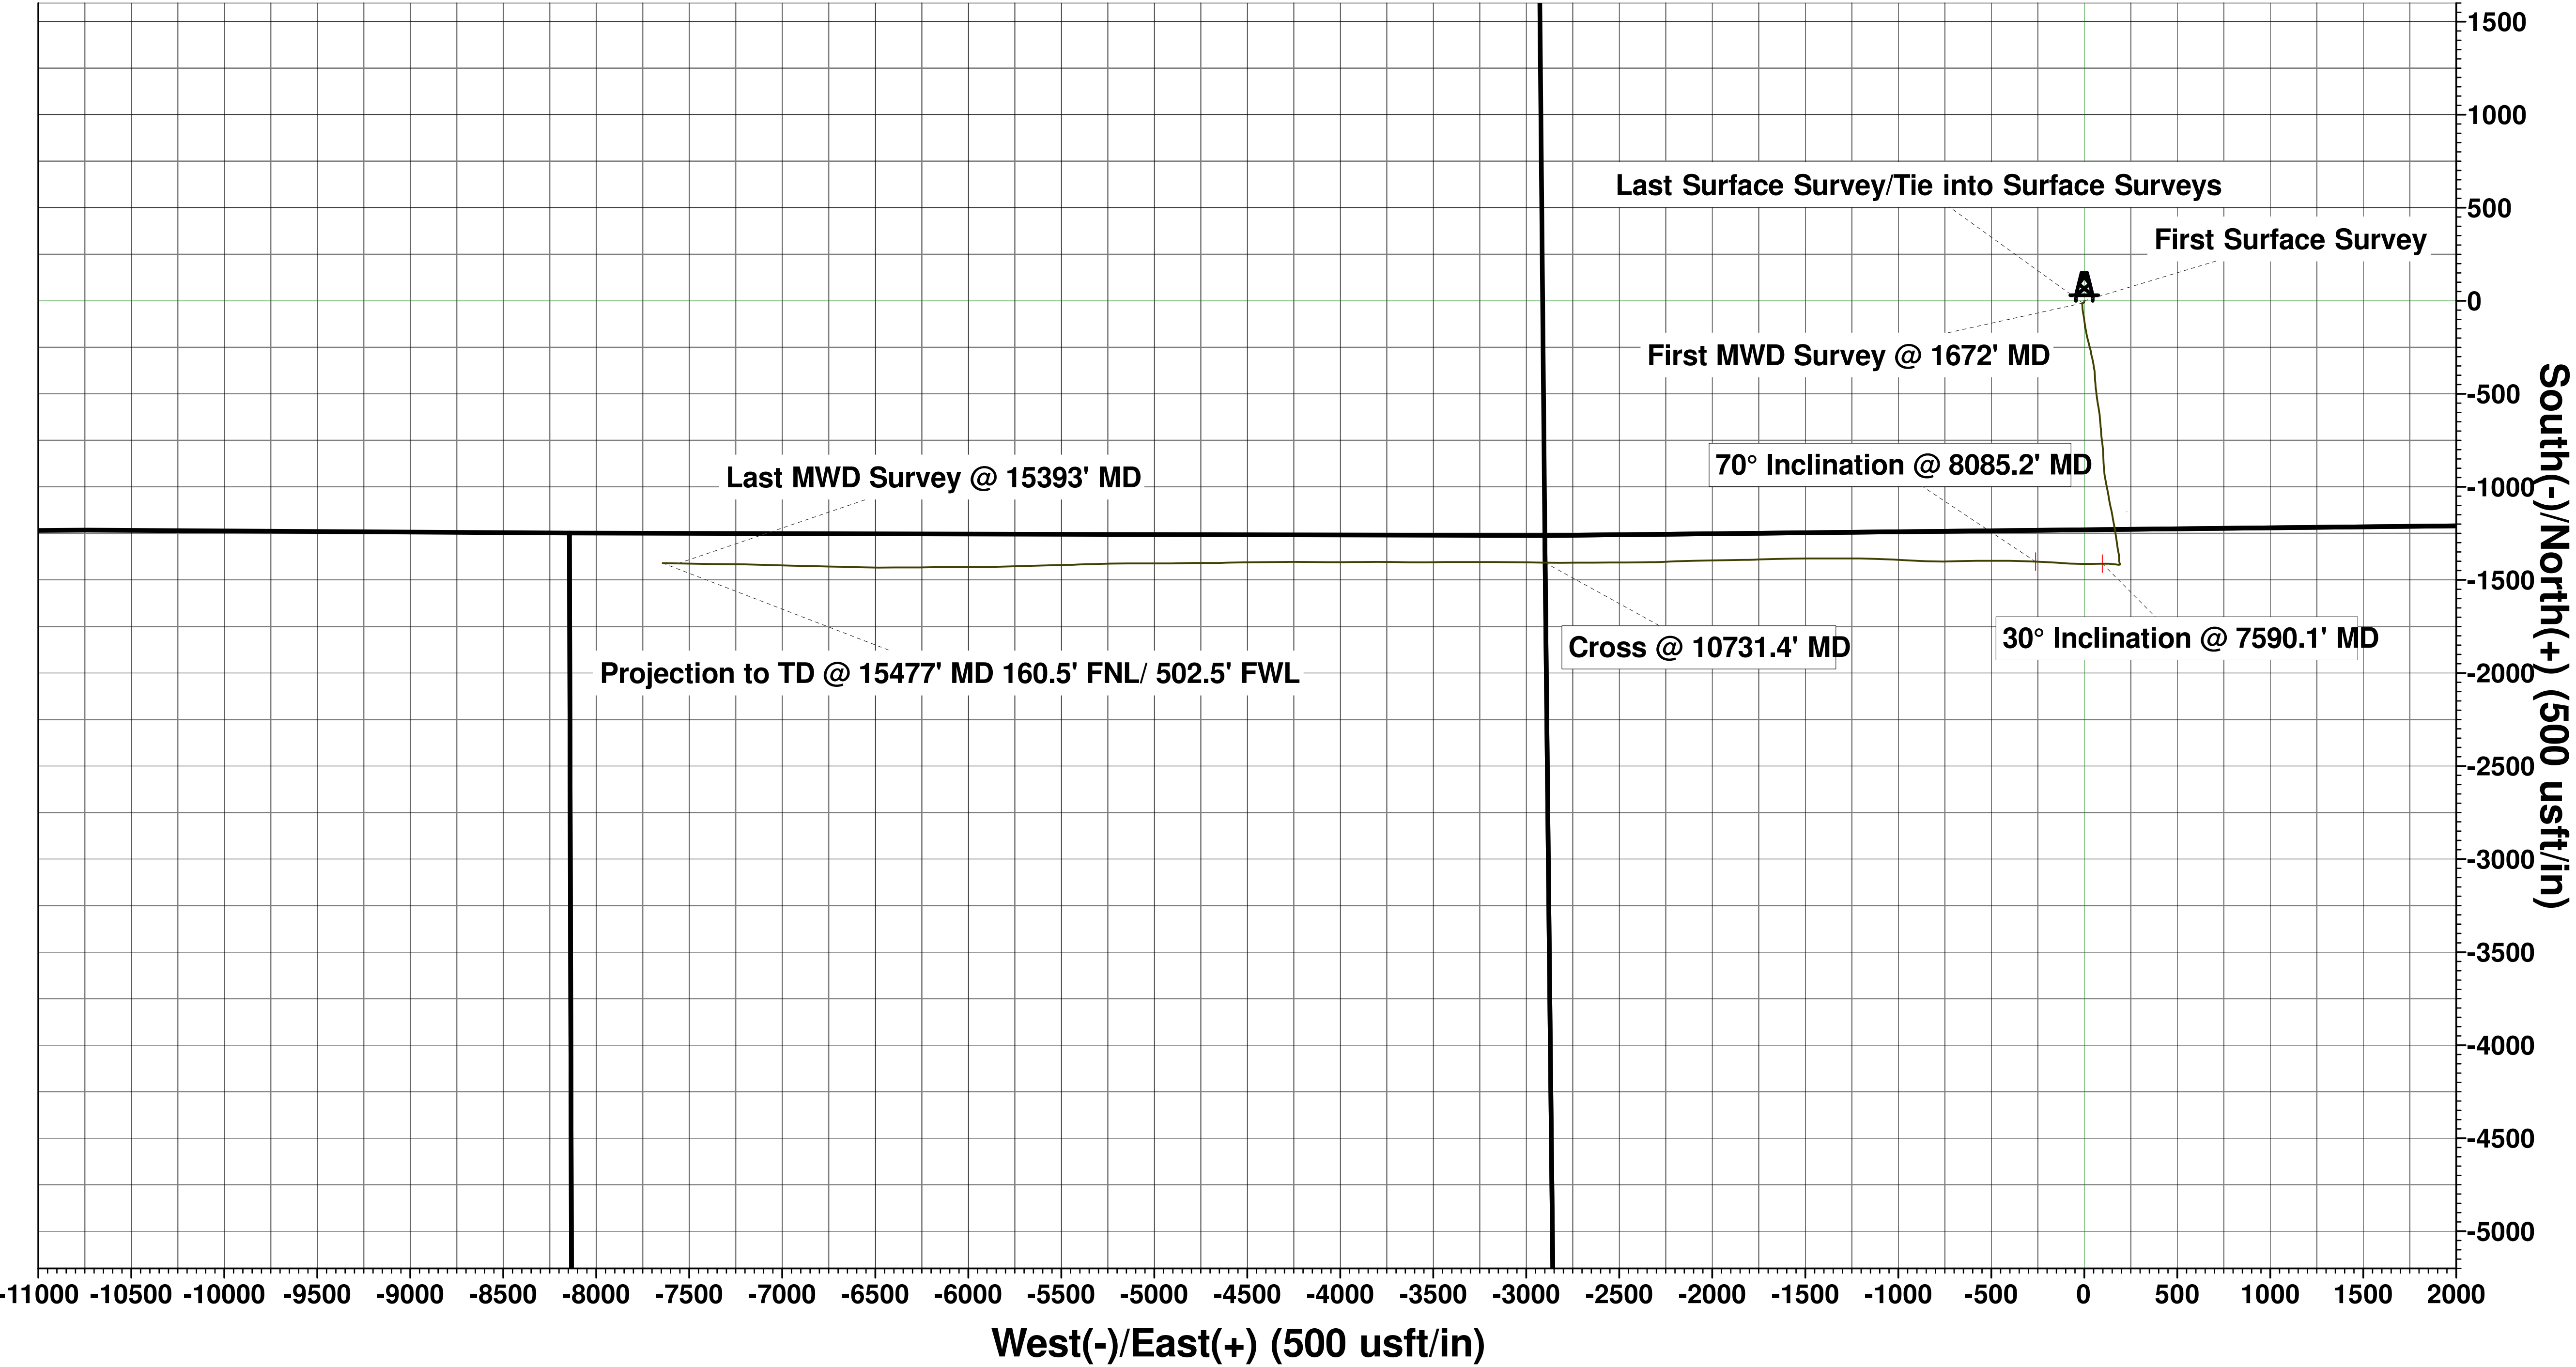 1500
1000
Last Surface Survey/Tie into Surface Surveys
500
First Surface Survey
0
First MWD Survey @ 1672' MD
-500
70° Inclination @ 8085.2' MD
Last MWD Survey @ 15393' MD
-1000
-1500
30° Inclination @ 7590.1' MD
Cross @ 10731.4' MD
Projection to TD @ 15477' MD 160.5' FNL/ 502.5' FWL
-2000
-2500
-3000
-3500
-4000
-4500
-5000
South(-)/North(+) (500 usft/in)
-11000 -10500 -10000 -9500 -9000 -8500 -8000 -7500 -7000 -6500 -6000 -5500 -5000 -4500 -4000 -3500 -3000 -2500 -2000 -1500 -1000 -500 0 500 1000 1500 2000
West(-)/East(+) (500 usft/in)